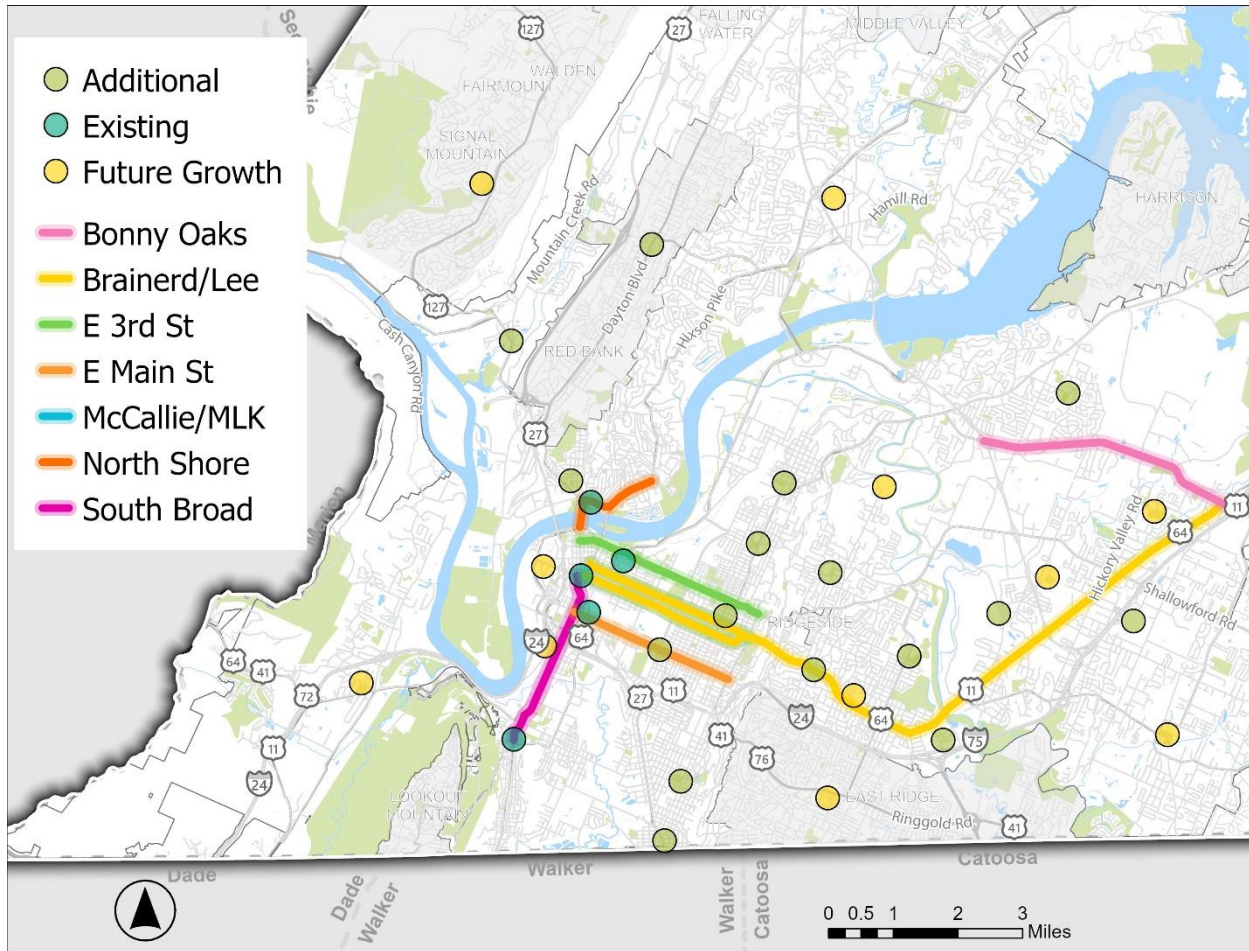 Additional
Existing
Future Growth
Bonny Oaks
Brainerd/Lee
E 3rd St
E Main St
McCallie/MLK
North Shore
South Broad
127
27
FALLING
WATER
MIDDLE VALLEY
WALDEN
FAIRMOUNT
SIGNAL
MOUNTAIN
Mountain Creek Rd
Hamill Rd
HARRISON
127
Dayton Blvd
Hixson Pike
Cash Canyon Rd
RED BANK
27
Marion
11
64
Hickory Valley Rd
Shallowford Rd
RIDGESIDE
64
24
64
41
72
11
24
27
11
11
64
24
75
41
76
LOOKOUT
MOUNTAIN
EAST RIDGE
Ringgold Rd
41
Dade
Walker
Catoosa
Dade
Walker
Walker
Catoosa
0 0.5 1 2 3
Miles